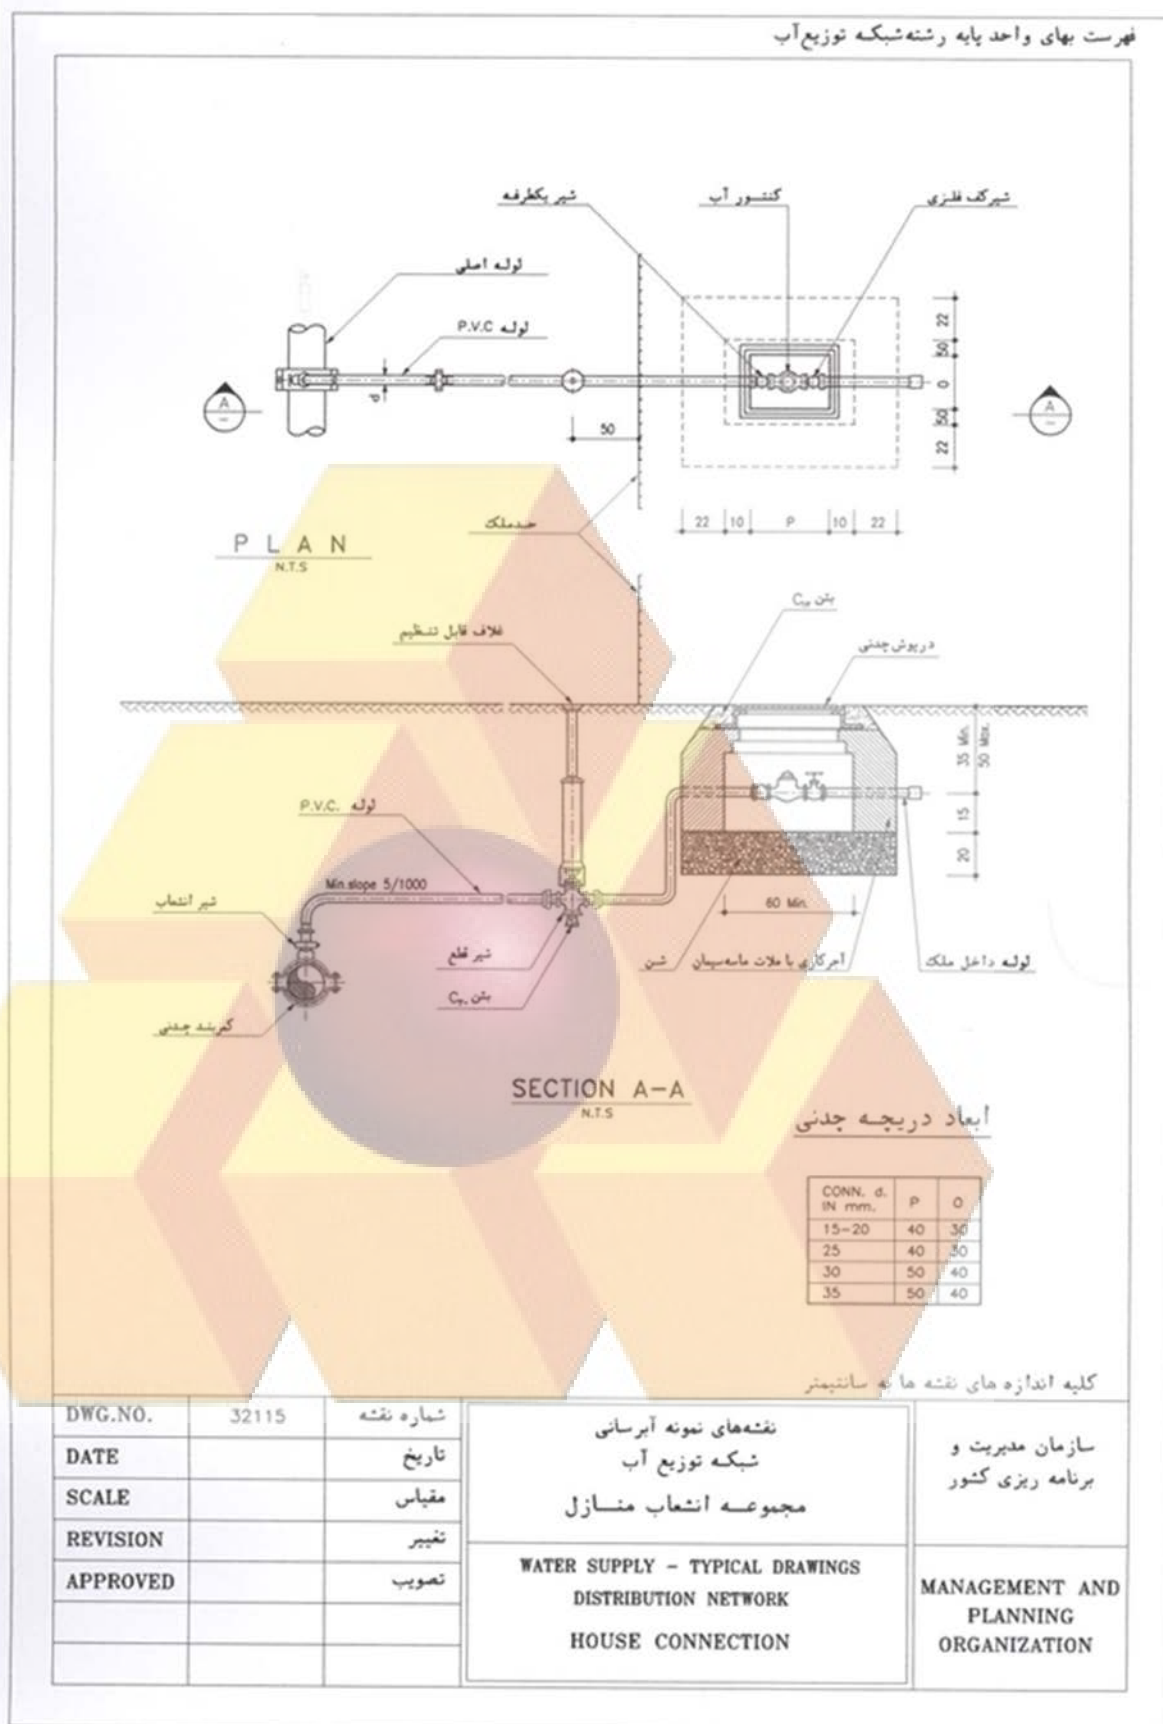 فهرست بهای واحد پایه رشته شبکه توزیع آب
شیر یکطرفه
کنتور آب
شیرکف فلزی
لوله اصلی
لوله P.V.C
d
A
A
50
22
50
O
50
22
22
10
P
10
22
حد ملک
PLAN
N.T.S
بتن
غلاف قابل تنظیم
درپوش چدنی
35 Min.
50 Max.
15
20
لوله P.V.C.
Min.slope 5/1000
شیر انشعاب
60 Min.
شیر قطع
شن
آجرکاری با ملات ماسه سیمان
لوله داخل ملک
بتن
کمربند چدنی
SECTION A-A
N.T.S
ابعاد دریچه چدنی
CONN. d. IN mm. P O
15-20 40 30
25 40 30
30 50 40
35 50 40
کلیه اندازه های نقشه ها به سانتیمتر
DWG.NO. 32115 شماره نقشه
DATE تاریخ
SCALE مقیاس
REVISION تغییر
APPROVED تصویب
نقشه‌های نمونه آبرسانی
شبکه توزیع آب
مجموعه انشعاب منازل
WATER SUPPLY - TYPICAL DRAWINGS
DISTRIBUTION NETWORK
HOUSE CONNECTION
سازمان مدیریت و
برنامه ریزی کشور
MANAGEMENT AND
PLANNING
ORGANIZATION